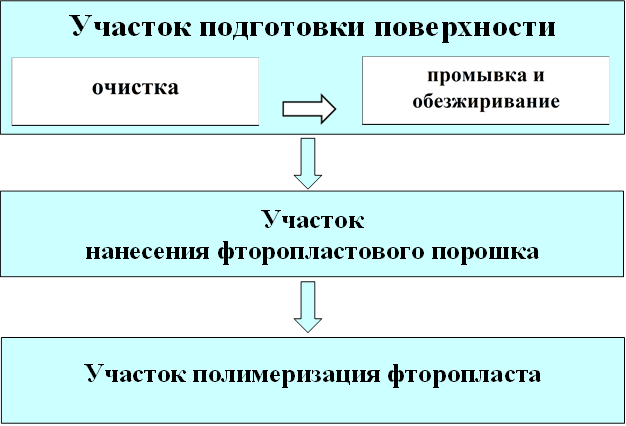 Участок подготовки поверхности
очистка
промывка и
обезжиривание
Участок
нанесения фторопластового порошка
Участок полимеризация фторопласта